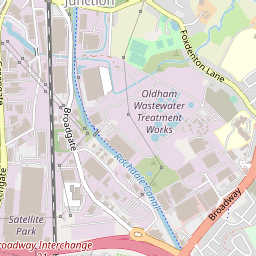 Junction
Foxdenton Lane
Oldham
Wastewater
Treatment
Works
Broadgate
Rochdale Canal
Broadway
Satellite
Park
Broadway Interchange